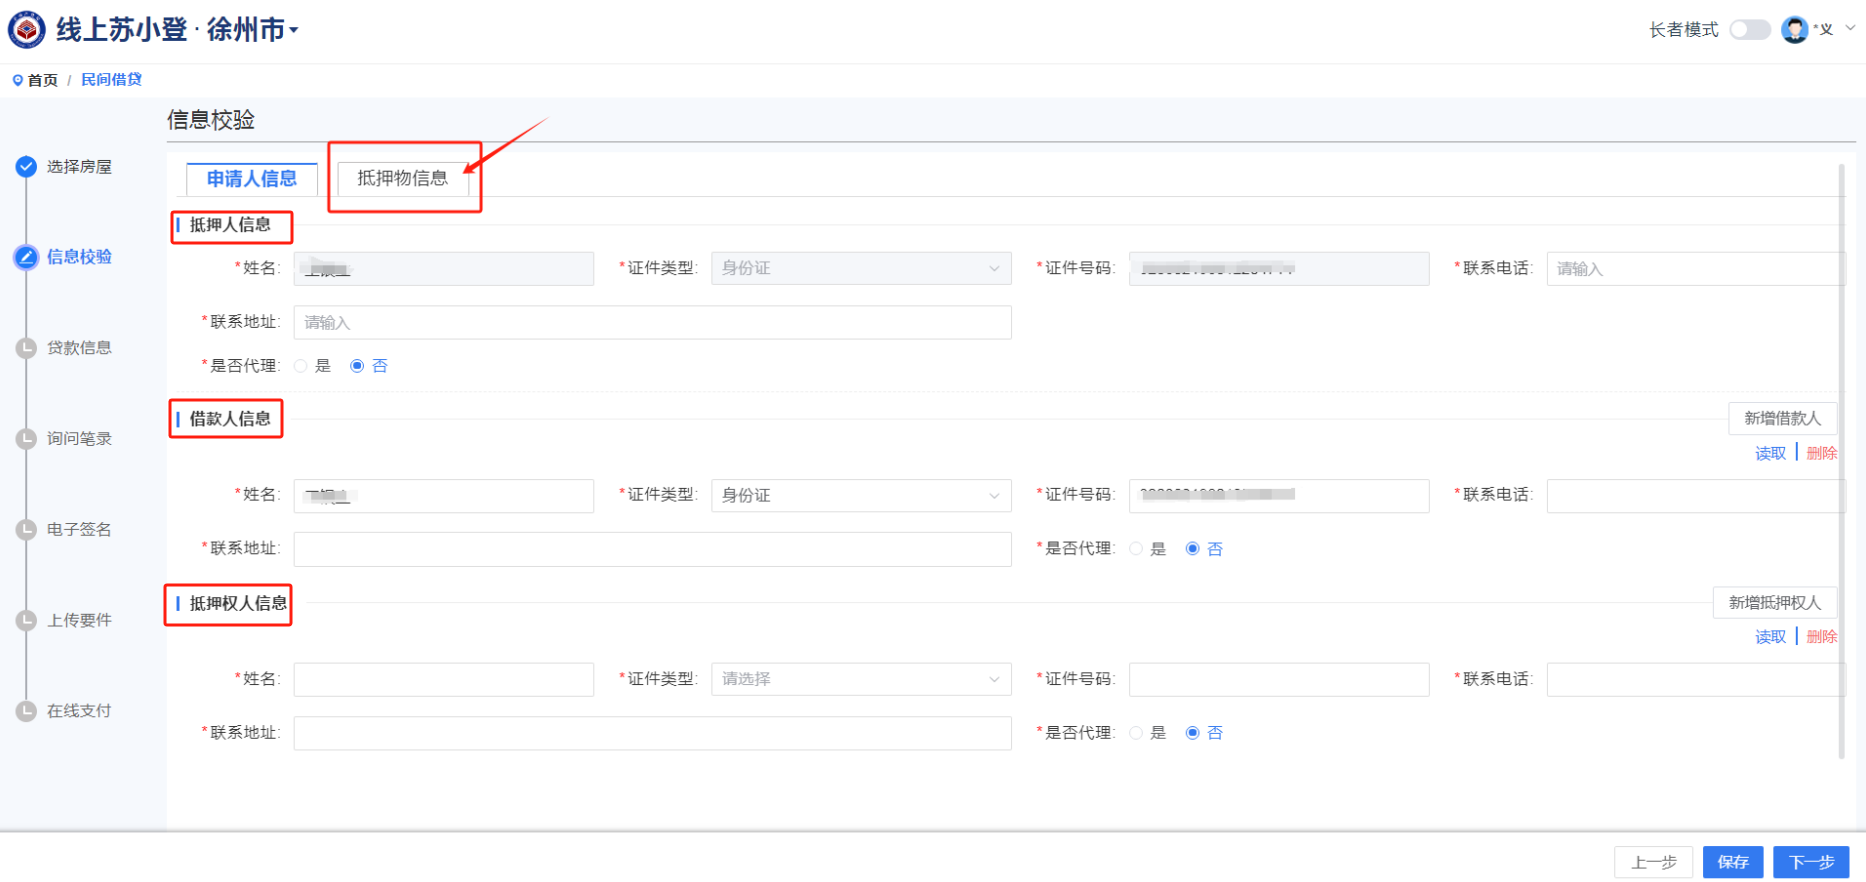 线上苏小登·徐州市
长者模式 *义
首页 / 民间借贷
信息校验
选择房屋
信息校验
贷款信息
询问笔录
电子签名
上传要件
在线支付
申请人信息 抵押物信息
抵押人信息
*姓名: *证件类型: 身份证 *证件号码: *联系电话: 请输入
*联系地址: 请输入
*是否代理: 是 否
借款人信息 新增借款人
读取 删除
*姓名: *证件类型: 身份证 *证件号码: *联系电话:
*联系地址: *是否代理: 是 否
抵押权人信息 新增抵押权人
读取 删除
*姓名: *证件类型: 请选择 *证件号码: *联系电话:
*联系地址: *是否代理: 是 否
上一步 保存 下一步